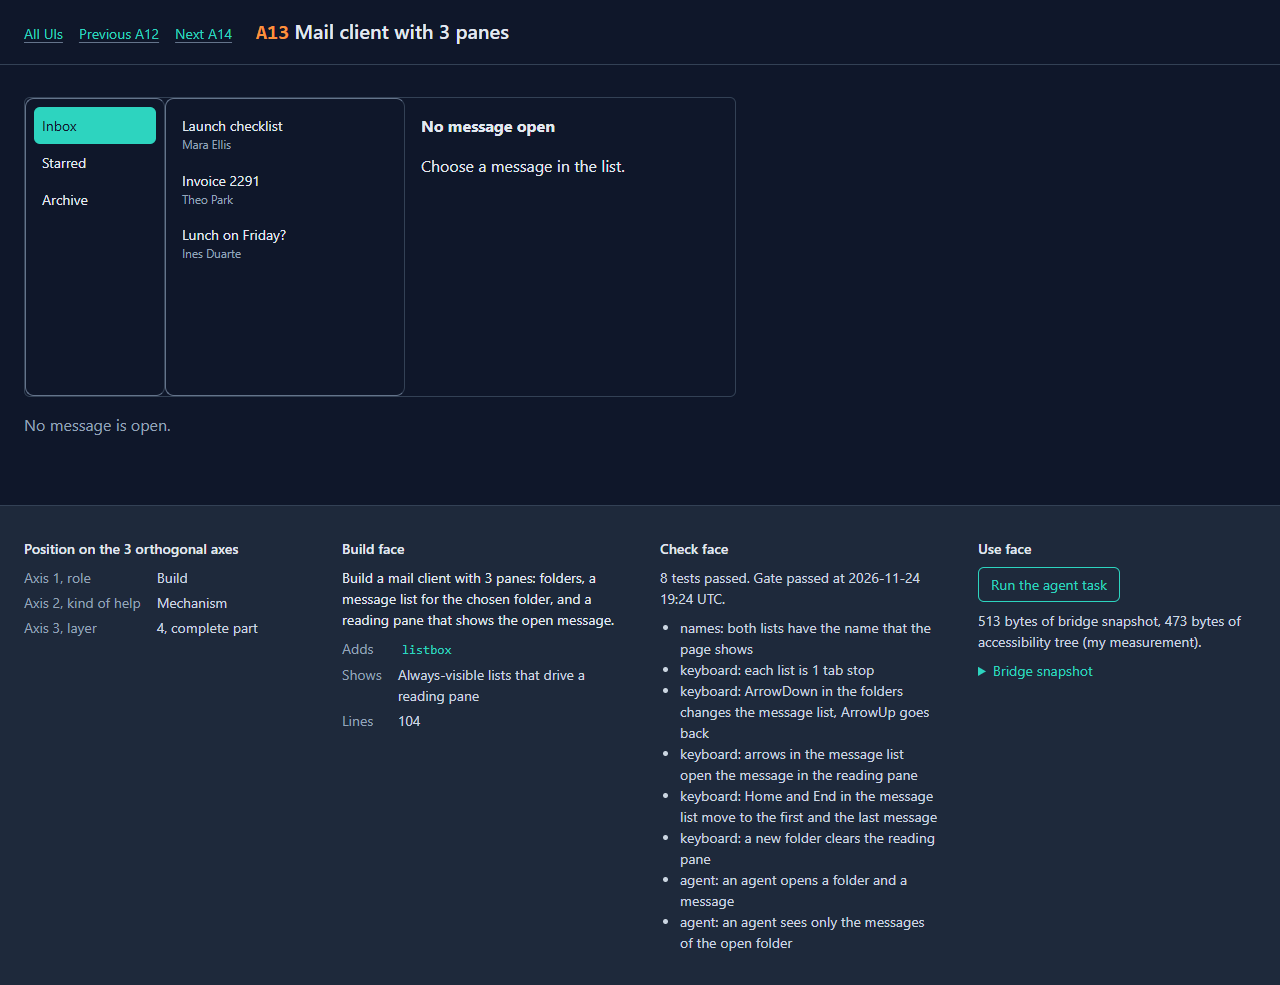 All UIs Previous A12 Next A14 A13 Mail client with 3 panes
Inbox
Starred
Archive
Launch checklist
Mara Ellis
Invoice 2291
Theo Park
Lunch on Friday?
Ines Duarte
No message open
Choose a message in the list.
No message is open.
Position on the 3 orthogonal axes
Axis 1, role Build
Axis 2, kind of help Mechanism
Axis 3, layer 4, complete part
Build face
Build a mail client with 3 panes: folders, a
message list for the chosen folder, and a
reading pane that shows the open message.
Adds listbox
Shows Always-visible lists that drive a
reading pane
Lines 104
Check face
8 tests passed. Gate passed at 2026-11-24
19:24 UTC.
• names: both lists have the name that the
page shows
• keyboard: each list is 1 tab stop
• keyboard: ArrowDown in the folders
changes the message list, ArrowUp goes
back
• keyboard: arrows in the message list
open the message in the reading pane
• keyboard: Home and End in the message
list move to the first and the last message
• keyboard: a new folder clears the reading
pane
• agent: an agent opens a folder and a
message
• agent: an agent sees only the messages
of the open folder
Use face
Run the agent task
513 bytes of bridge snapshot, 473 bytes of
accessibility tree (my measurement).
▶ Bridge snapshot